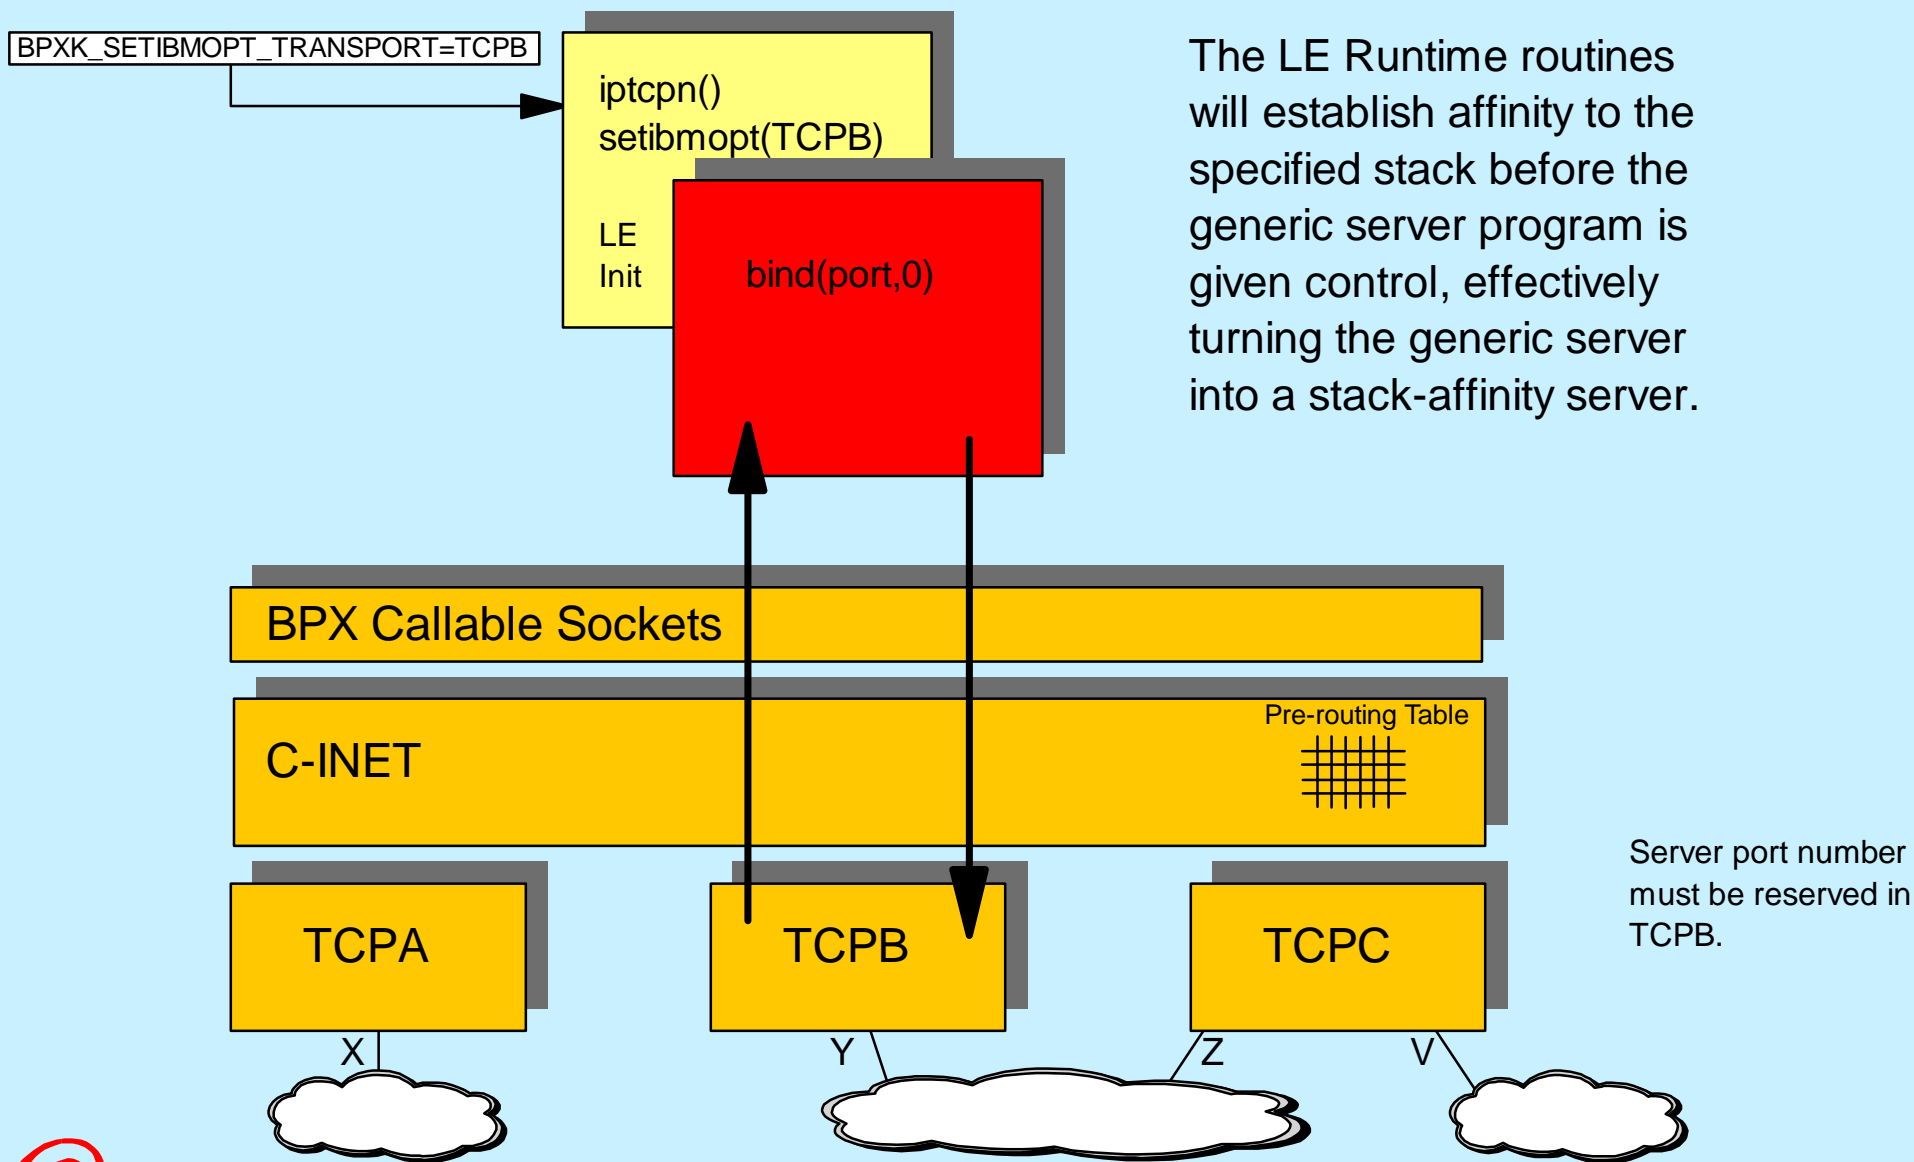 BPXK_SETIBMOPT_TRANSPORT=TCPB
iptcpn()
setibmopt(TCPB)
LE
Init
bind(port,0)
The LE Runtime routines
will establish affinity to the
specified stack before the
generic server program is
given control, effectively
turning the generic server
into a stack-affinity server.
BPX Callable Sockets
Pre-routing Table
C-INET
Server port number
must be reserved in
TCPB.
TCPA
TCPB
TCPC
X
Y
Z
V